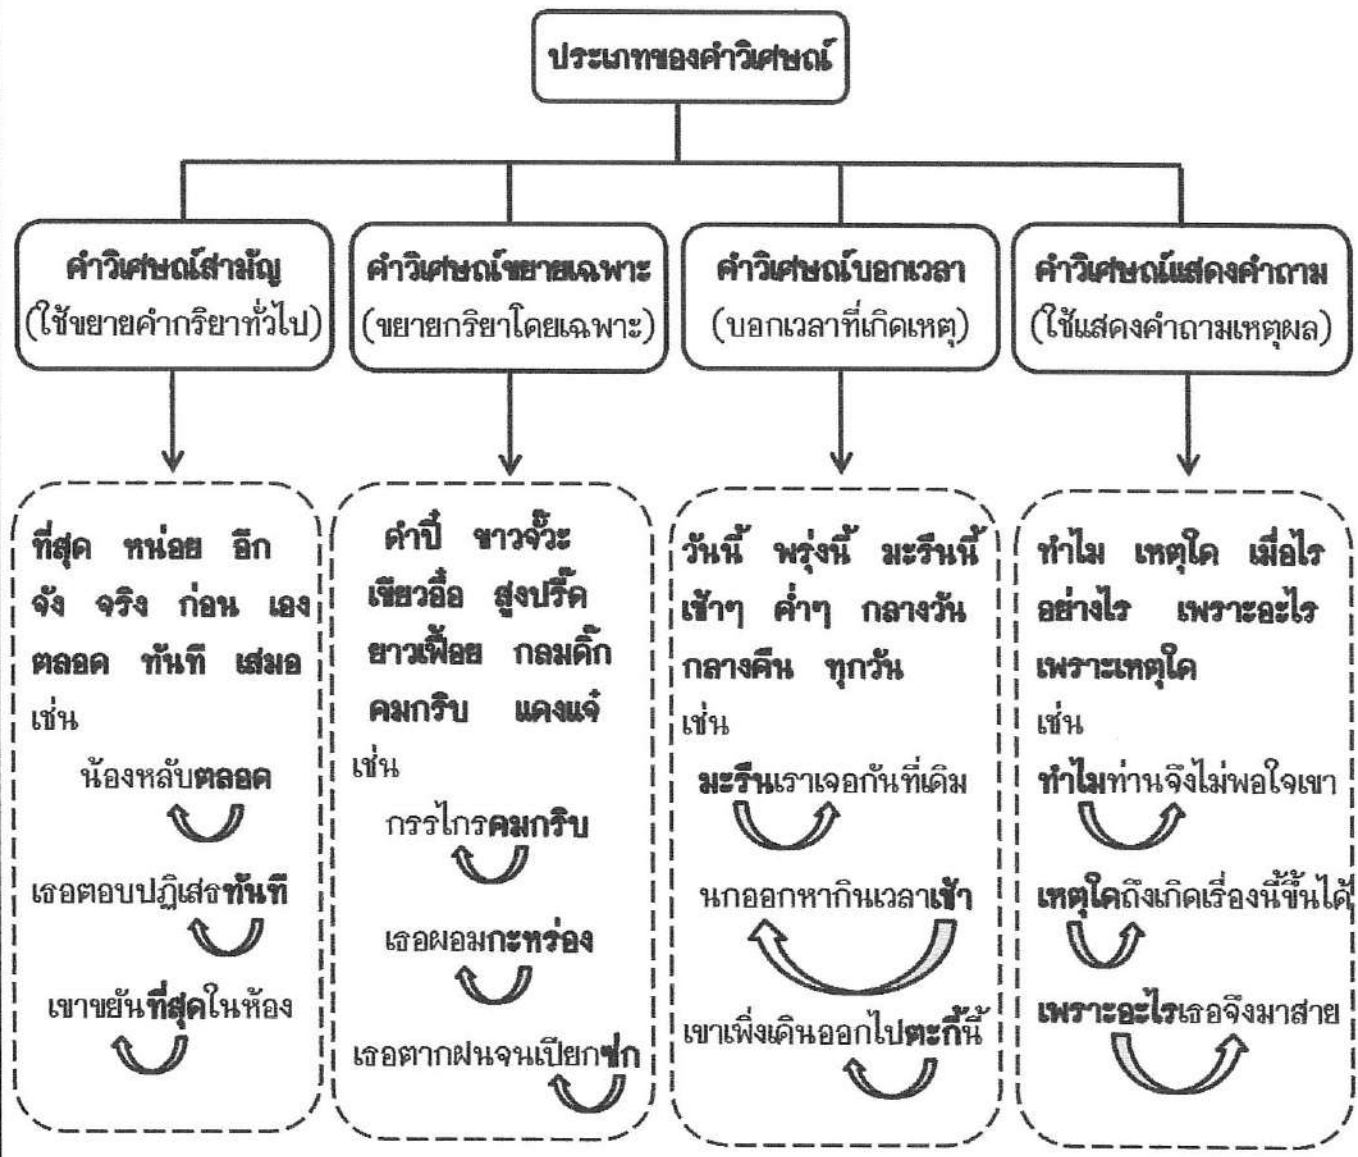 ประเภทของคำวิเศษณ์
คำวิเศษณ์สามัญ
(ใช้ขยายคำกริยาทั่วไป)
คำวิเศษณ์ขยายเฉพาะ
(ขยายกริยาโดยเฉพาะ)
คำวิเศษณ์บอกเวลา
(บอกเวลาที่เกิดเหตุ)
คำวิเศษณ์แสดงคำถาม
(ใช้แสดงคำถามเหตุผล)
ที่สุด หน่อย อีก
จัง จริง ก่อน เอง
ตลอด ทันที เสมอ
เช่น
น้องหลับตลอด
เธอตอบปฏิเสธทันที
เขาขยันที่สุดในห้อง
ดำปี๋ ขาวจั๊วะ
เขียวอื๋อ สูงปรี๊ด
ยาวเฟื้อย กลมดิ๊ก
คมกริบ แดงแจ๋
เช่น
กรรไกรคมกริบ
เธอผอมกะหร่อง
เธอตากฝนจนเปียกซ่ก
วันนี้ พรุ่งนี้ มะรืนนี้
เช้าๆ ค่ำๆ กลางวัน
กลางคืน ทุกวัน
เช่น
มะรืนเราเจอกันที่เดิม
นกออกหากินเวลาเช้า
เขาเพิ่งเดินออกไปตะกี้นี้
ทำไม เหตุใด เมื่อไร
อย่างไร เพราะอะไร
เพราะเหตุใด
เช่น
ทำไมท่านจึงไม่พอใจเขา
เหตุใดถึงเกิดเรื่องนี้ขึ้นได้
เพราะอะไรเธอจึงมาสาย